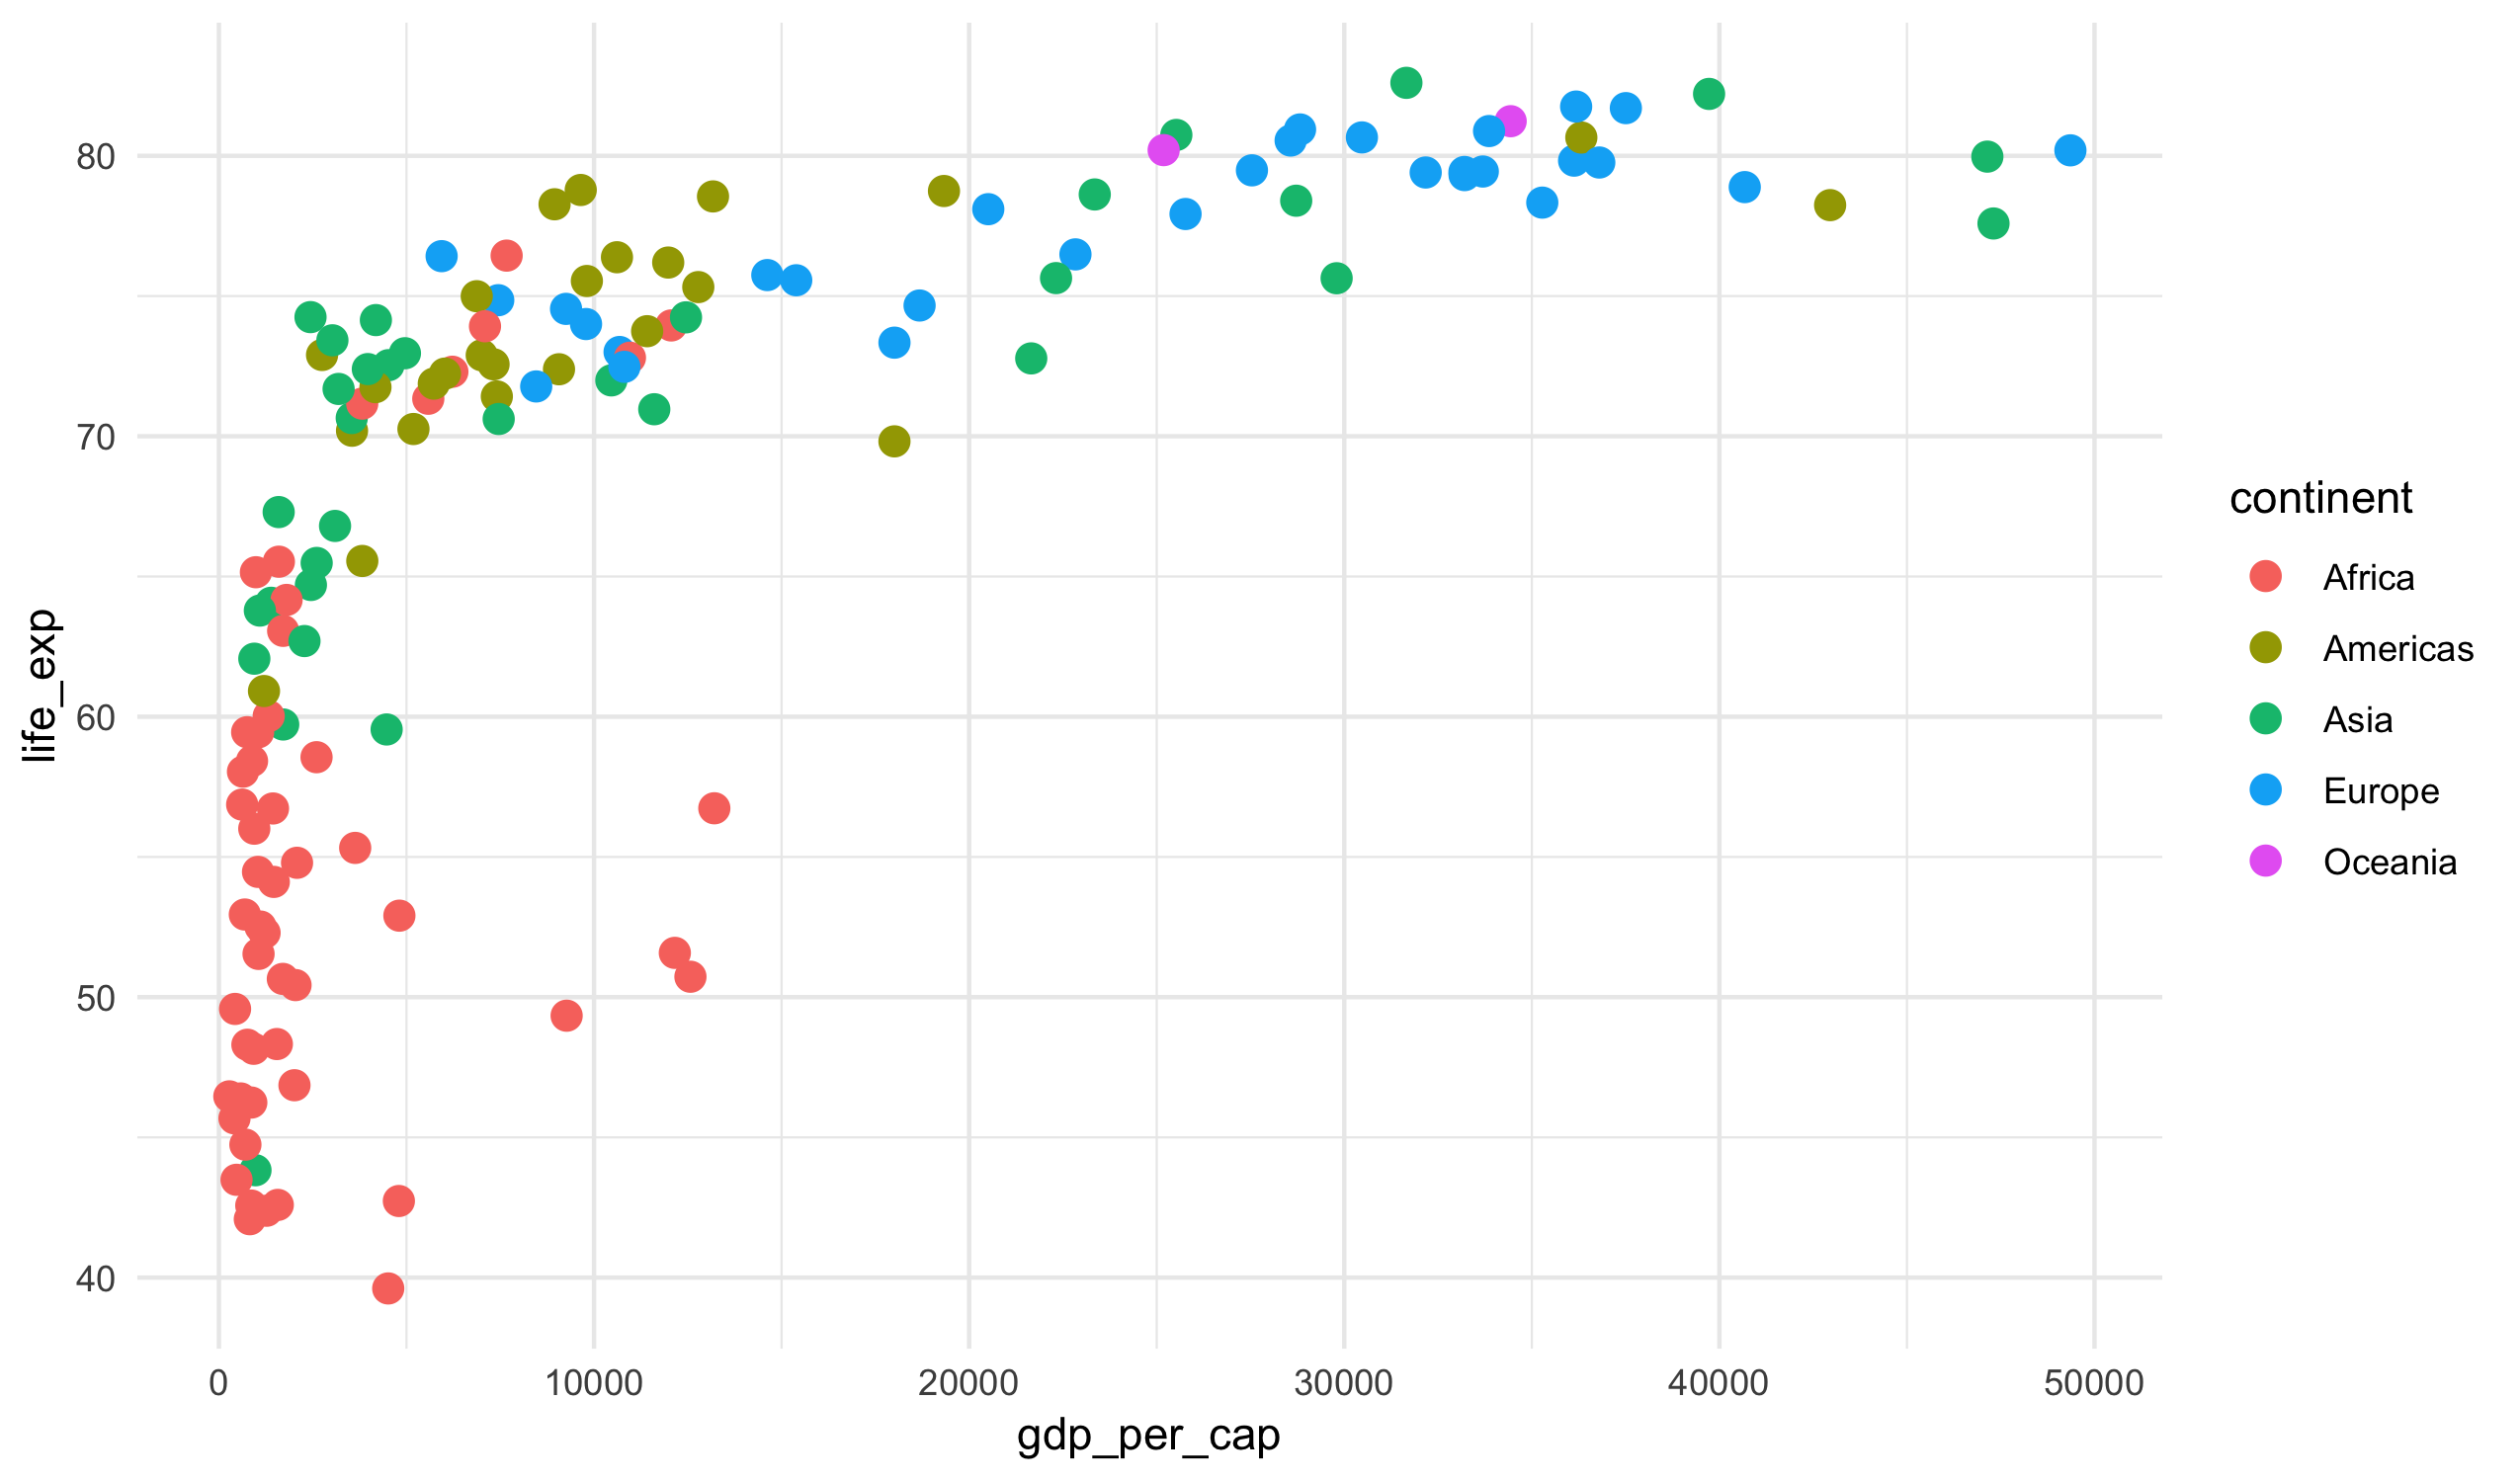 life_exp
80
70
60
50
40
0 10000 20000 30000 40000 50000
gdp_per_cap
continent
Africa
Americas
Asia
Europe
Oceania